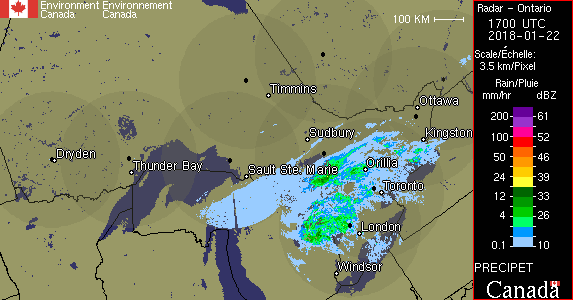 Environment Environnement
Canada Canada
100 KM
Timmins
Ottawa
Sudbury
Kingston
Dryden
Thunder Bay
Sault Ste. Marie
Orillia
Toronto
London
Windsor
Radar - Ontario
1700 UTC
2018-01-22
Scale/Échelle:
3.5 km/Pixel
Rain/Pluie
mm/hr dBZ
200 61
100 52
50 46
24 39
12 33
4 26
0.1 10
PRECIPET
Canada